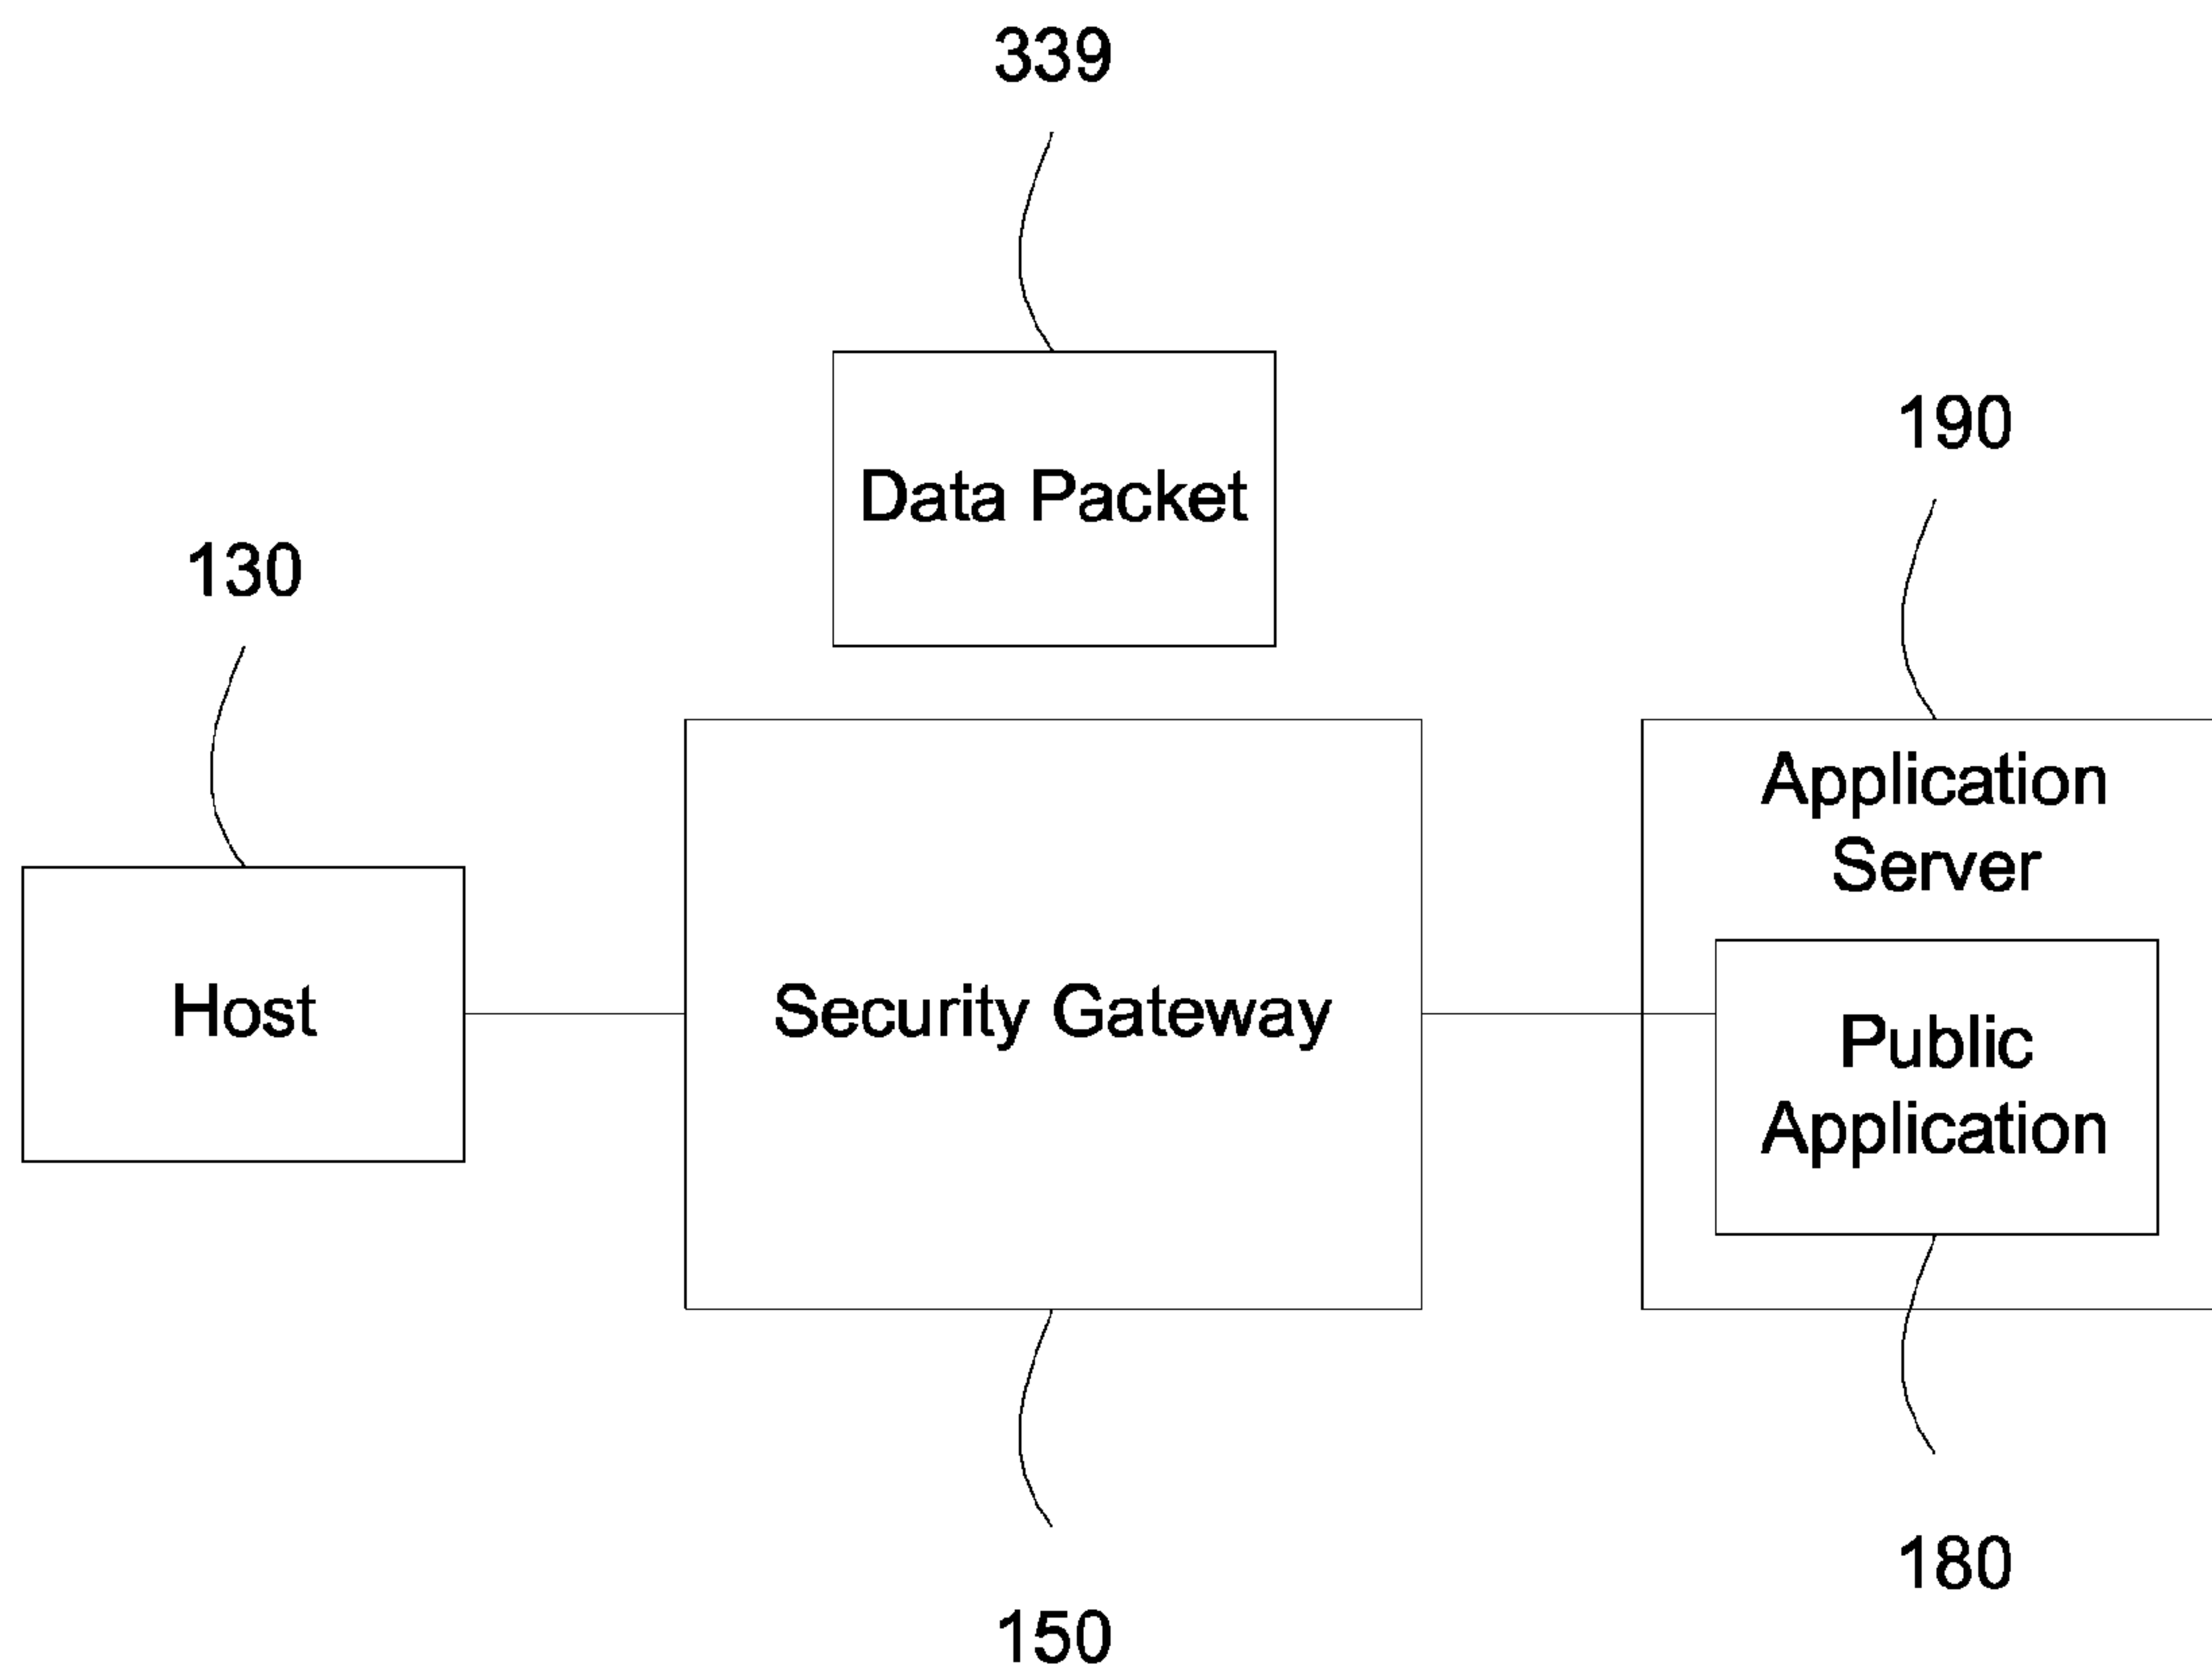 339
Data Packet
190
130
Application
Server
Host
Security Gateway
Public
Application
180
150